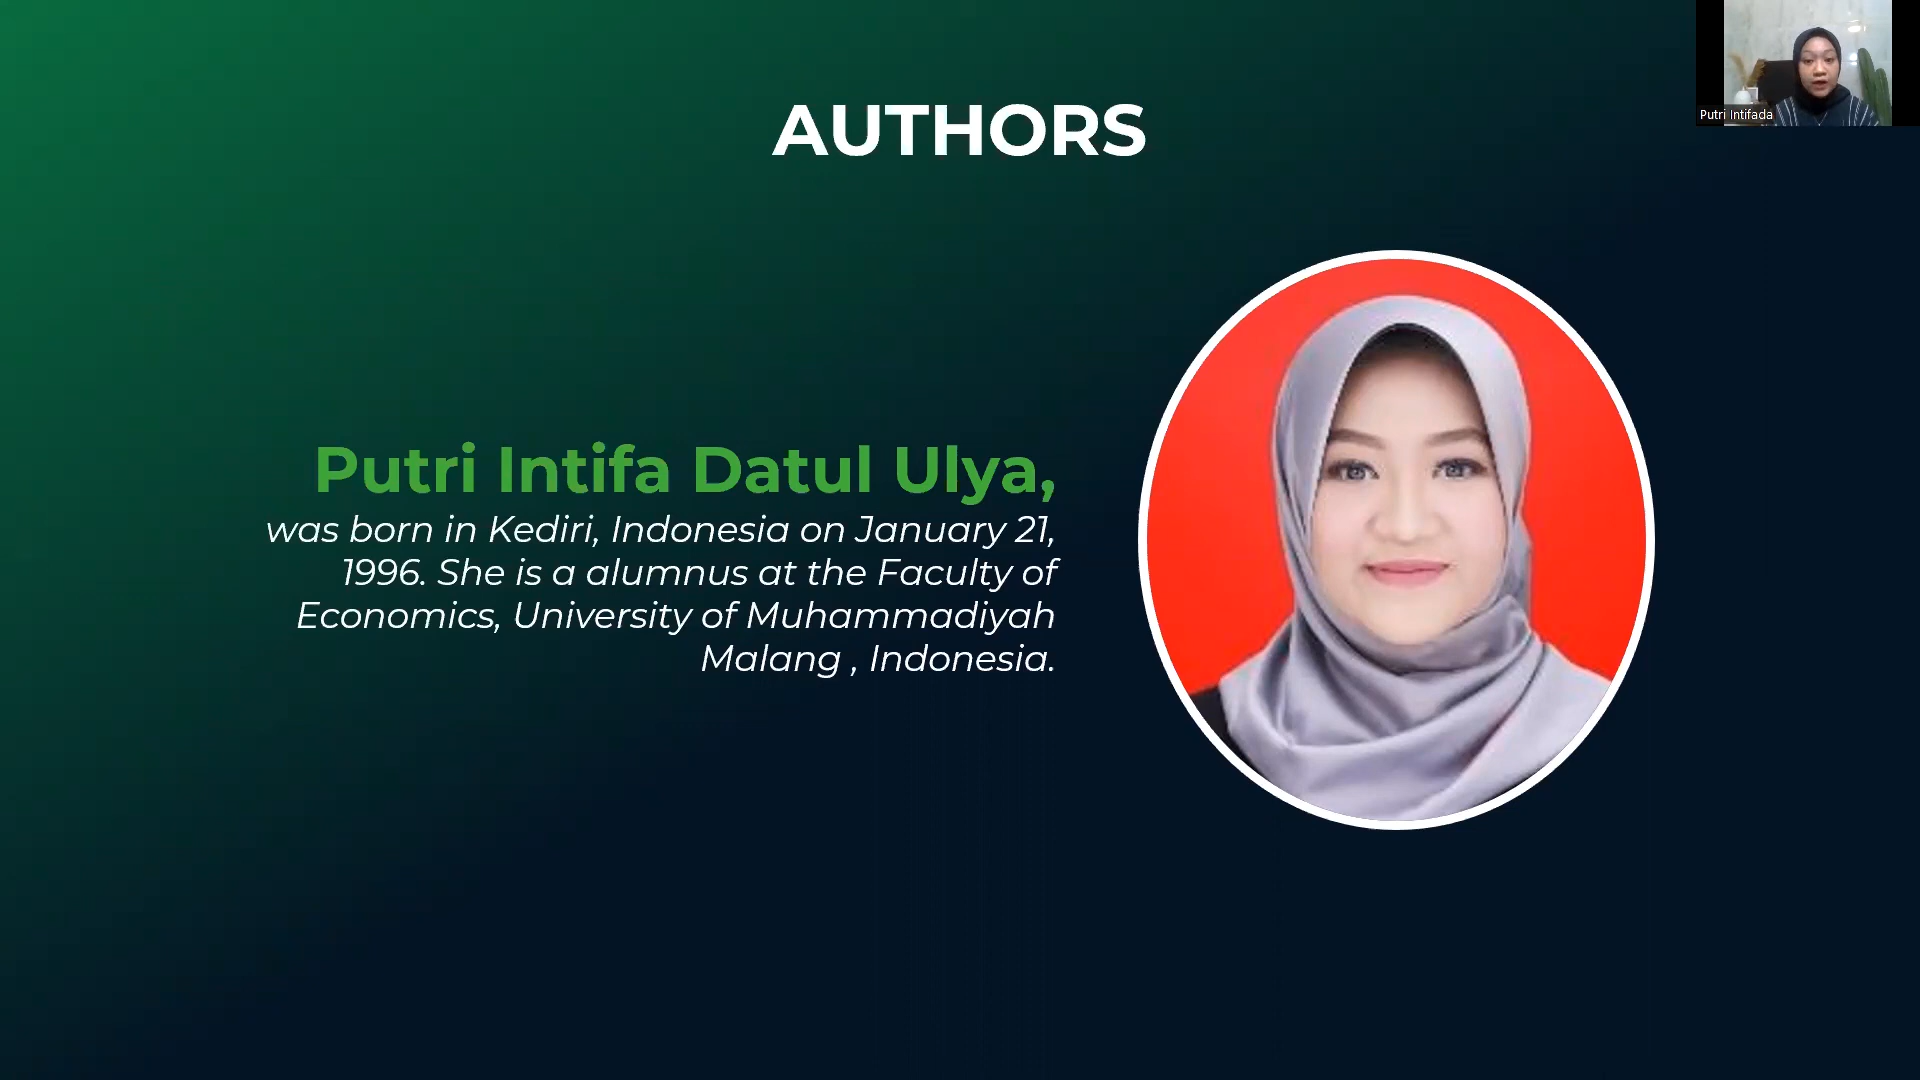 AUTHORS
Putri Intifada
Putri Intifa Datul Ulya,
was born in Kediri, Indonesia on January 21,
1996. She is a alumnus at the Faculty of
Economics, University of Muhammadiyah
Malang , Indonesia.